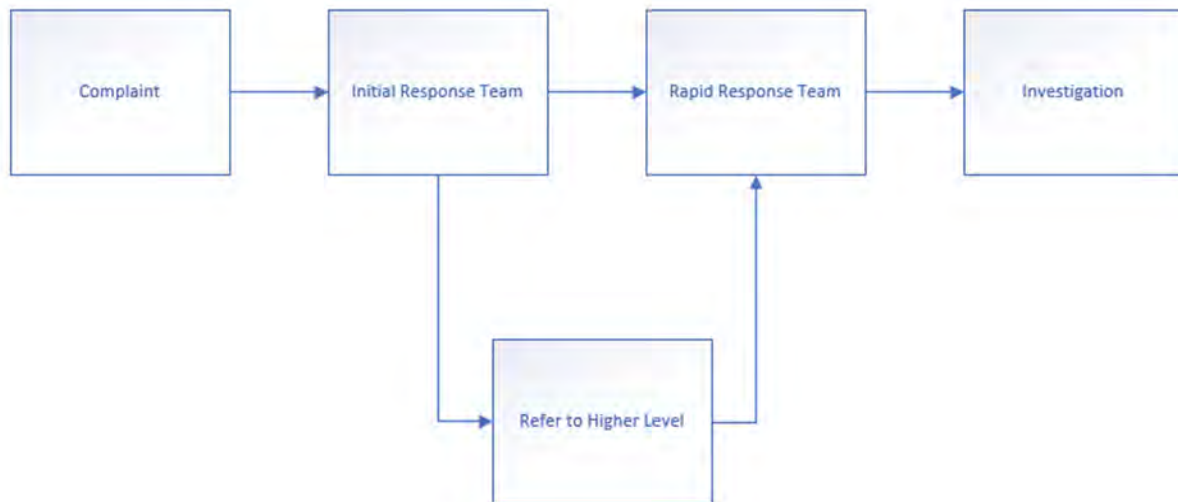 Complaint
Initial Response Team
Rapid Response Team
Investigation
Refer to Higher Level